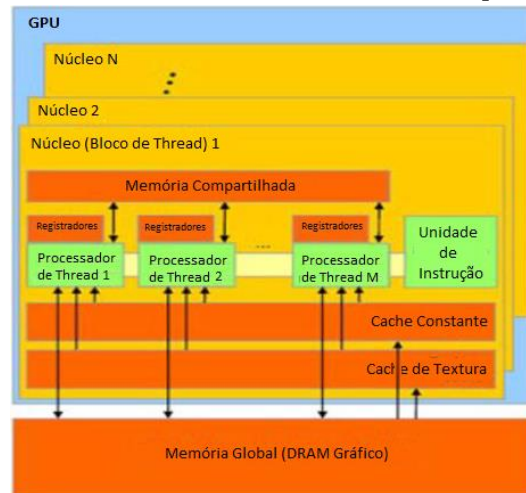 GPU
Núcleo N
Núcleo 2
Núcleo (Bloco de Thread) 1
Memória Compartilhada
Registradores
Registradores
Registradores
Processador
de Thread 1
Processador
de Thread 2
...
Processador
de Thread M
Unidade
de
Instrução
Cache Constante
Cache de Textura
Memória Global (DRAM Gráfico)